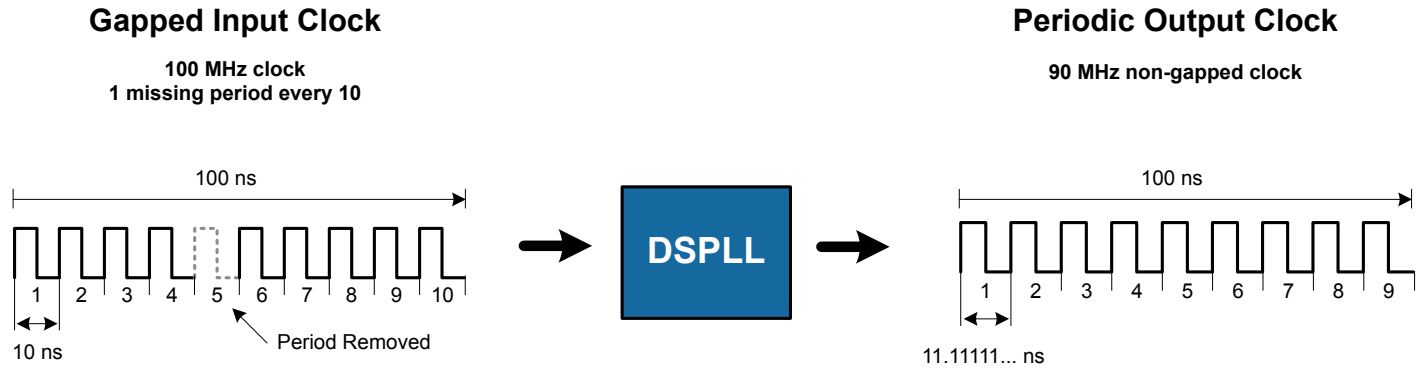 Gapped Input Clock
100 MHz clock
1 missing period every 10
100 ns
1 2 3 4 5 6 7 8 9 10
Period Removed
10 ns
DSPLL
Periodic Output Clock
90 MHz non-gapped clock
100 ns
1 2 3 4 5 6 7 8 9
11.11111... ns